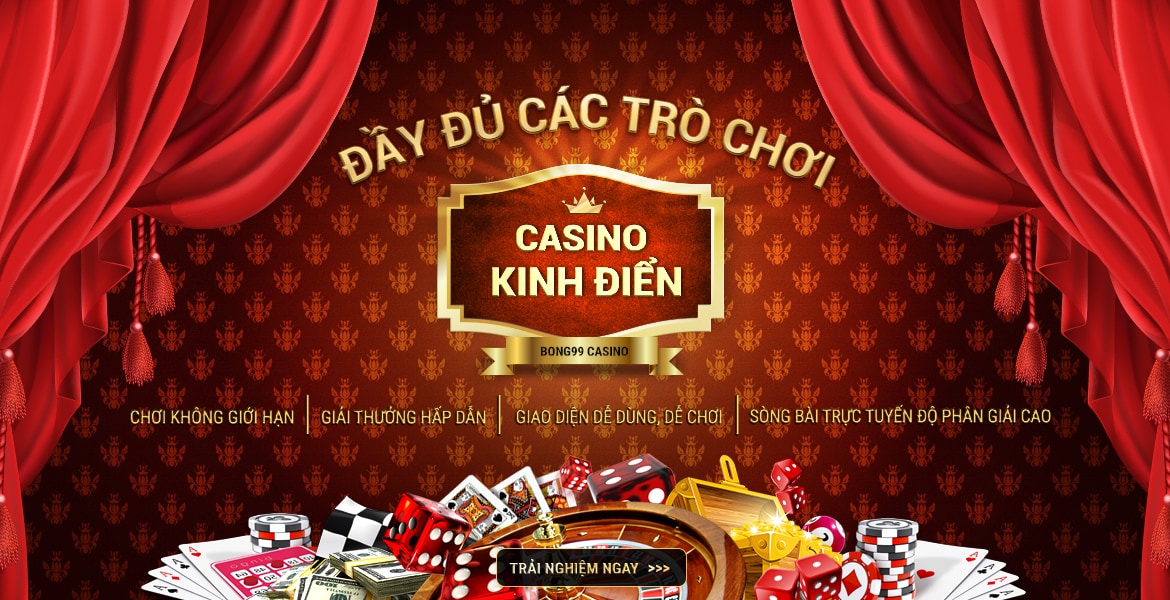 ĐẦY ĐỦ CÁC TRÒ CHƠI
CASINO
KINH ĐIỂN
BONG99 CASINO
CHƠI KHÔNG GIỚI HẠN | GIẢI THƯỞNG HẤP DẪN | GIAO DIỆN DỄ DÙNG, DỄ CHƠI | SÒNG BÀI TRỰC TUYẾN ĐỘ PHÂN GIẢI CAO
TRẢI NGHIỆM NGAY >>>